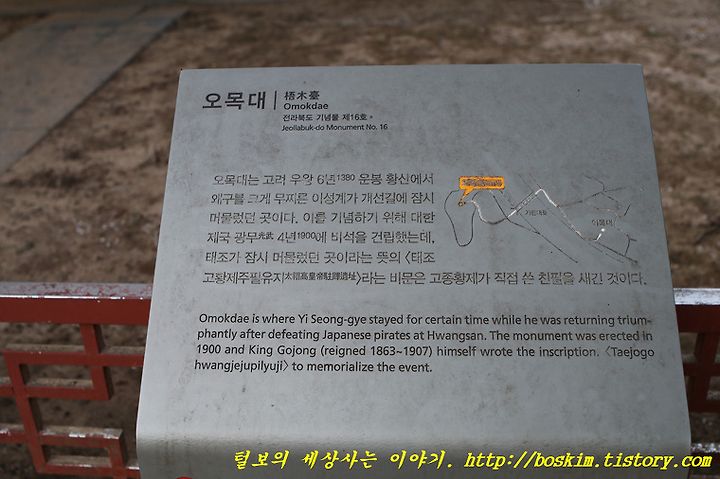 오목대 梧木臺
Omokdae
전라북도 기념물 제16호
Jeollabuk-do Monument No. 16
오목대는 고려 우왕 6년1380 운봉 황산에서
왜구를 크게 무찌른 이성계가 개선길에 잠시
머물렀던 곳이다. 이를 기념하기 위해 대한
제국 광무光武 4년1900에 비석을 건립했는데,
태조가 잠시 머물렀던 곳이라는 뜻의 〈태조
고황제주필유지太祖高皇帝駐蹕遺址〉라는 비문은 고종황제가 직접 쓴 친필을 새긴 것이다.
이목대
Omokdae is where Yi Seong-gye stayed for certain time while he was returning trium-
phantly after defeating Japanese pirates at Hwangsan. The monument was erected in
1900 and King Gojong (reigned 1863~1907) himself wrote the inscription. 〈Taejogo
hwangjejupilyuji〉 to memorialize the event.
털보의 세상사는 이야기. http://boskim.tistory.com